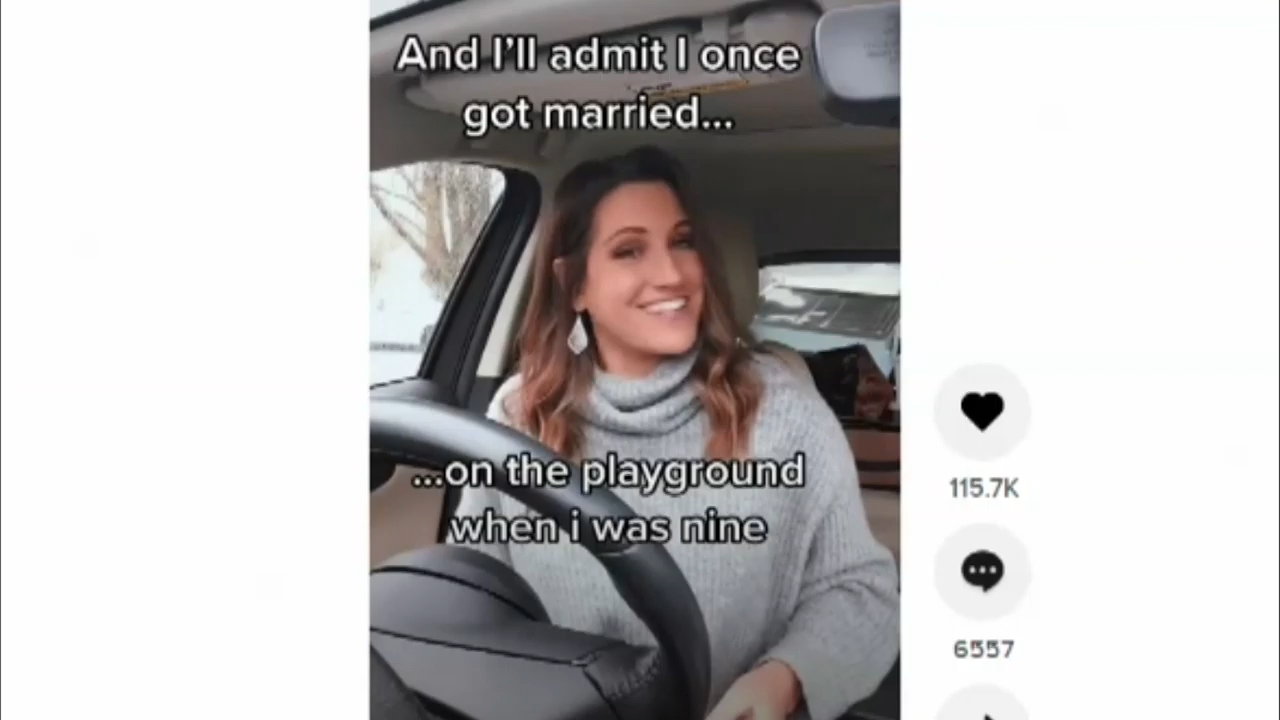 And I'll admit I once
got married...
...on the playground
when i was nine
115.7K
6557